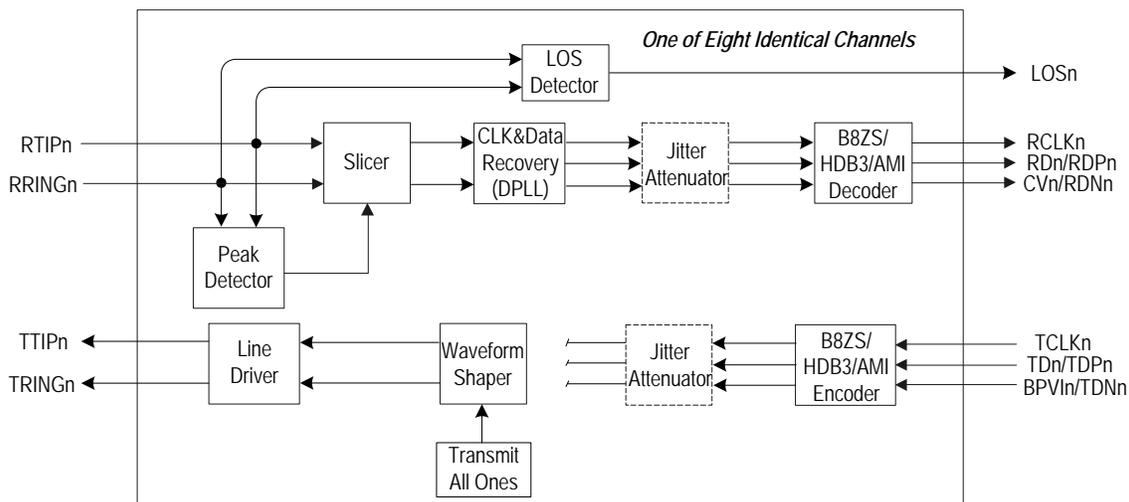 One of Eight Identical Channels
LOS
Detector
LOSn
RTIPn
RRINGn
Slicer
CLK&Data
Recovery
(DPLL)
Jitter
Attenuator
B8ZS/
HDB3/AMI
Decoder
RCLKn
RDn/RDPn
CVn/RDNn
Peak
Detector
TTIPn
TRINGn
Line
Driver
Waveform
Shaper
Jitter
Attenuator
B8ZS/
HDB3/AMI
Encoder
TCLKn
TDn/TDPn
BPVIn/TDNn
Transmit
All Ones